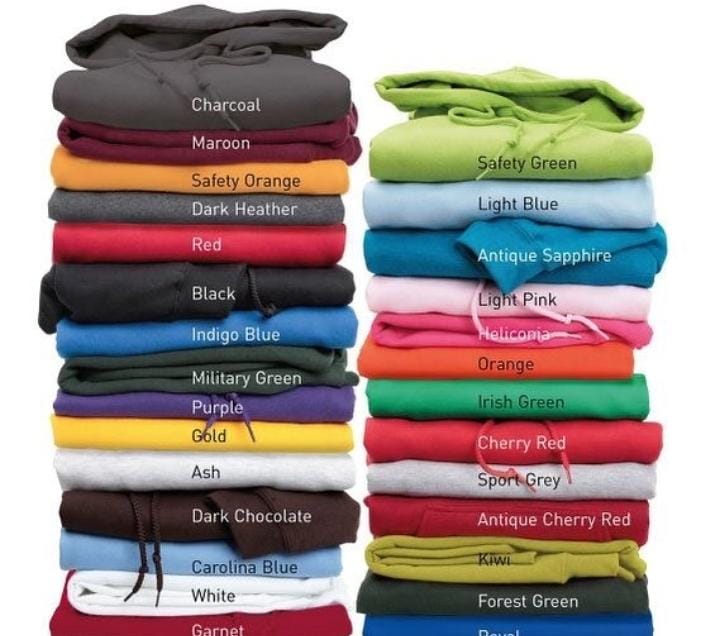 Charcoal
Maroon
Safety Orange
Dark Heather
Red
Black
Indigo Blue
Military Green
Purple
Gold
Ash
Dark Chocolate
Carolina Blue
White
Garnet
Safety Green
Light Blue
Antique Sapphire
Light Pink
Heliconia
Orange
Irish Green
Cherry Red
Sport Grey
Antique Cherry Red
Kiwi
Forest Green
Royal